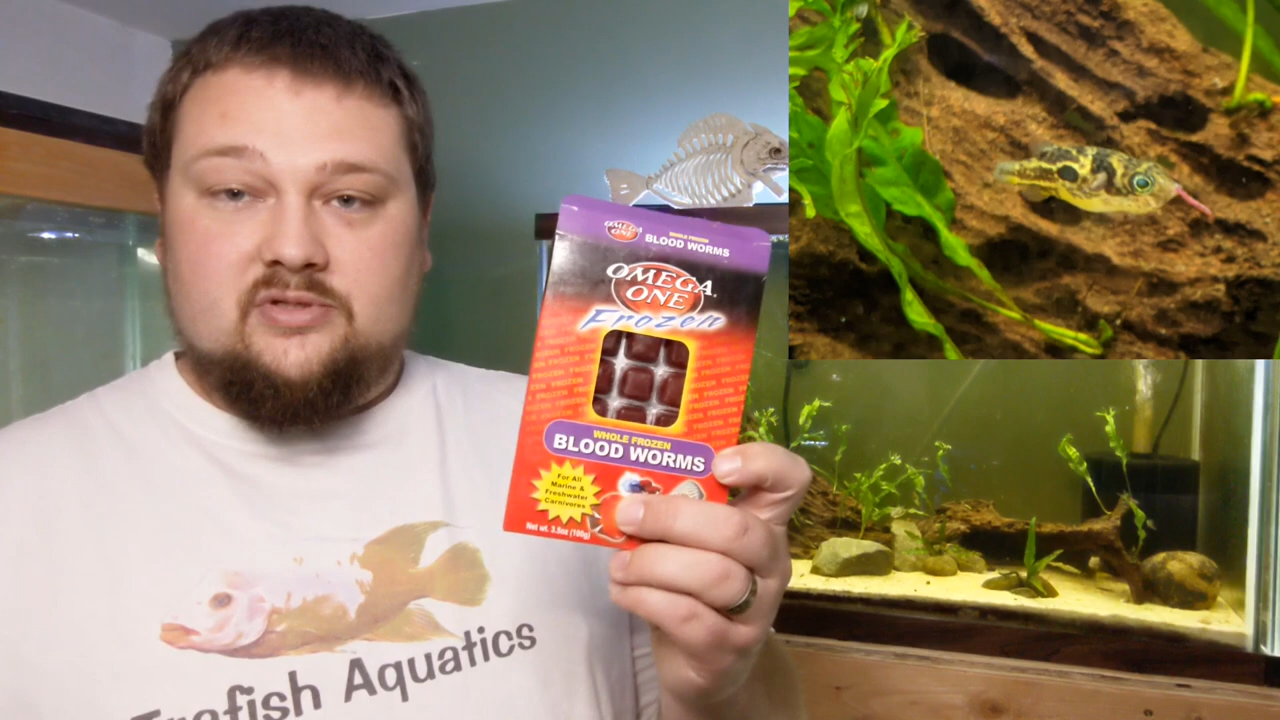 OMEGA ONE
WHOLE FROZEN
BLOOD WORMS
OMEGA
ONE
Frozen
WHOLE FROZEN
BLOOD WORMS
For All
Marine &
Freshwater
Carnivores
Net wt. 3.5oz (100g)
Aquatics